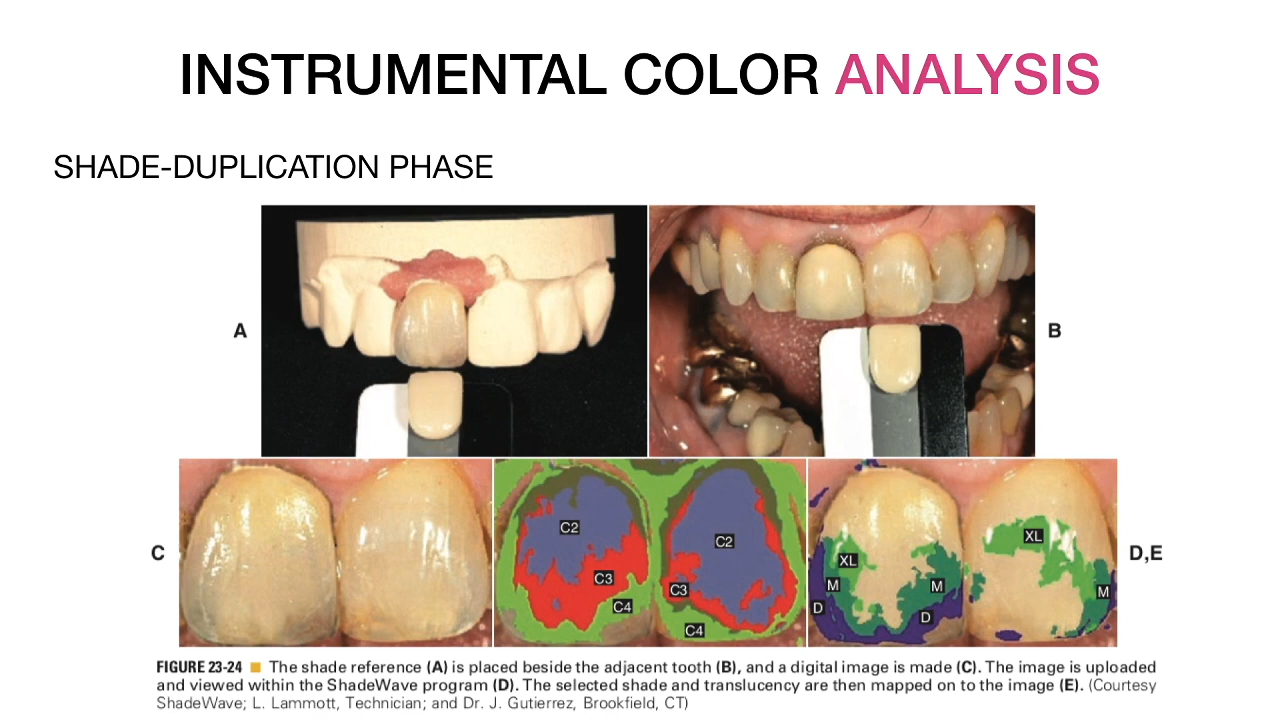 INSTRUMENTAL COLOR ANALYSIS
SHADE-DUPLICATION PHASE
A
B
C
C2
C3
C4
C2
C3
C4
XL
M
D
M
D
XL
M
D,E
FIGURE 23-24 ■ The shade reference (A) is placed beside the adjacent tooth (B), and a digital image is made (C). The image is uploaded
and viewed within the ShadeWave program (D). The selected shade and translucency are then mapped on to the image (E). (Courtesy
ShadeWave; L. Lammott, Technician; and Dr. J. Gutierrez, Brookfield, CT)